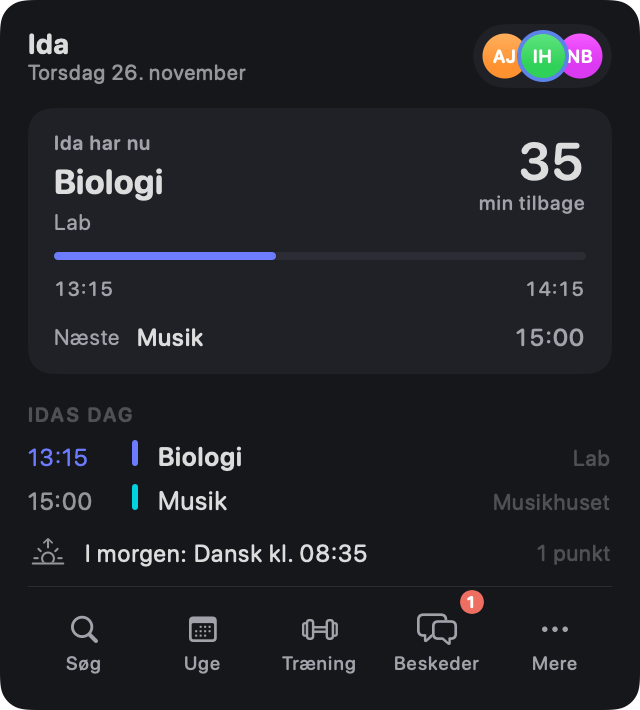 Ida
Torsdag 26. november
AJ IH NB
Ida har nu
Biologi
Lab
35
min tilbage
13:15 14:15
Næste Musik 15:00
IDAS DAG
13:15 Biologi Lab
15:00 Musik Musikhuset
I morgen: Dansk kl. 08:35 1 punkt
1
Søg Uge Træning Beskeder Mere